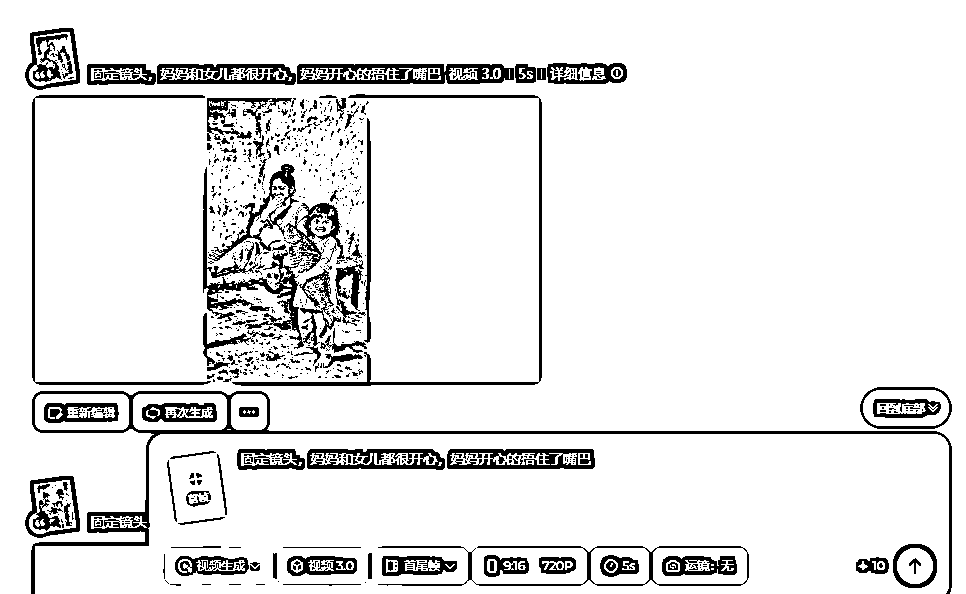 固定镜头，妈妈和女儿都很开心，妈妈开心的捂住了嘴巴 视频 3.0 | 5s | 详细信息
重新编辑 再次生成 ...
回到底部
固定镜头，妈妈和女儿都很开心，妈妈开心的捂住了嘴巴
固定镜头
视频生成 视频 3.0 首尾帧 9:16 720P 5s 运镜：无 10